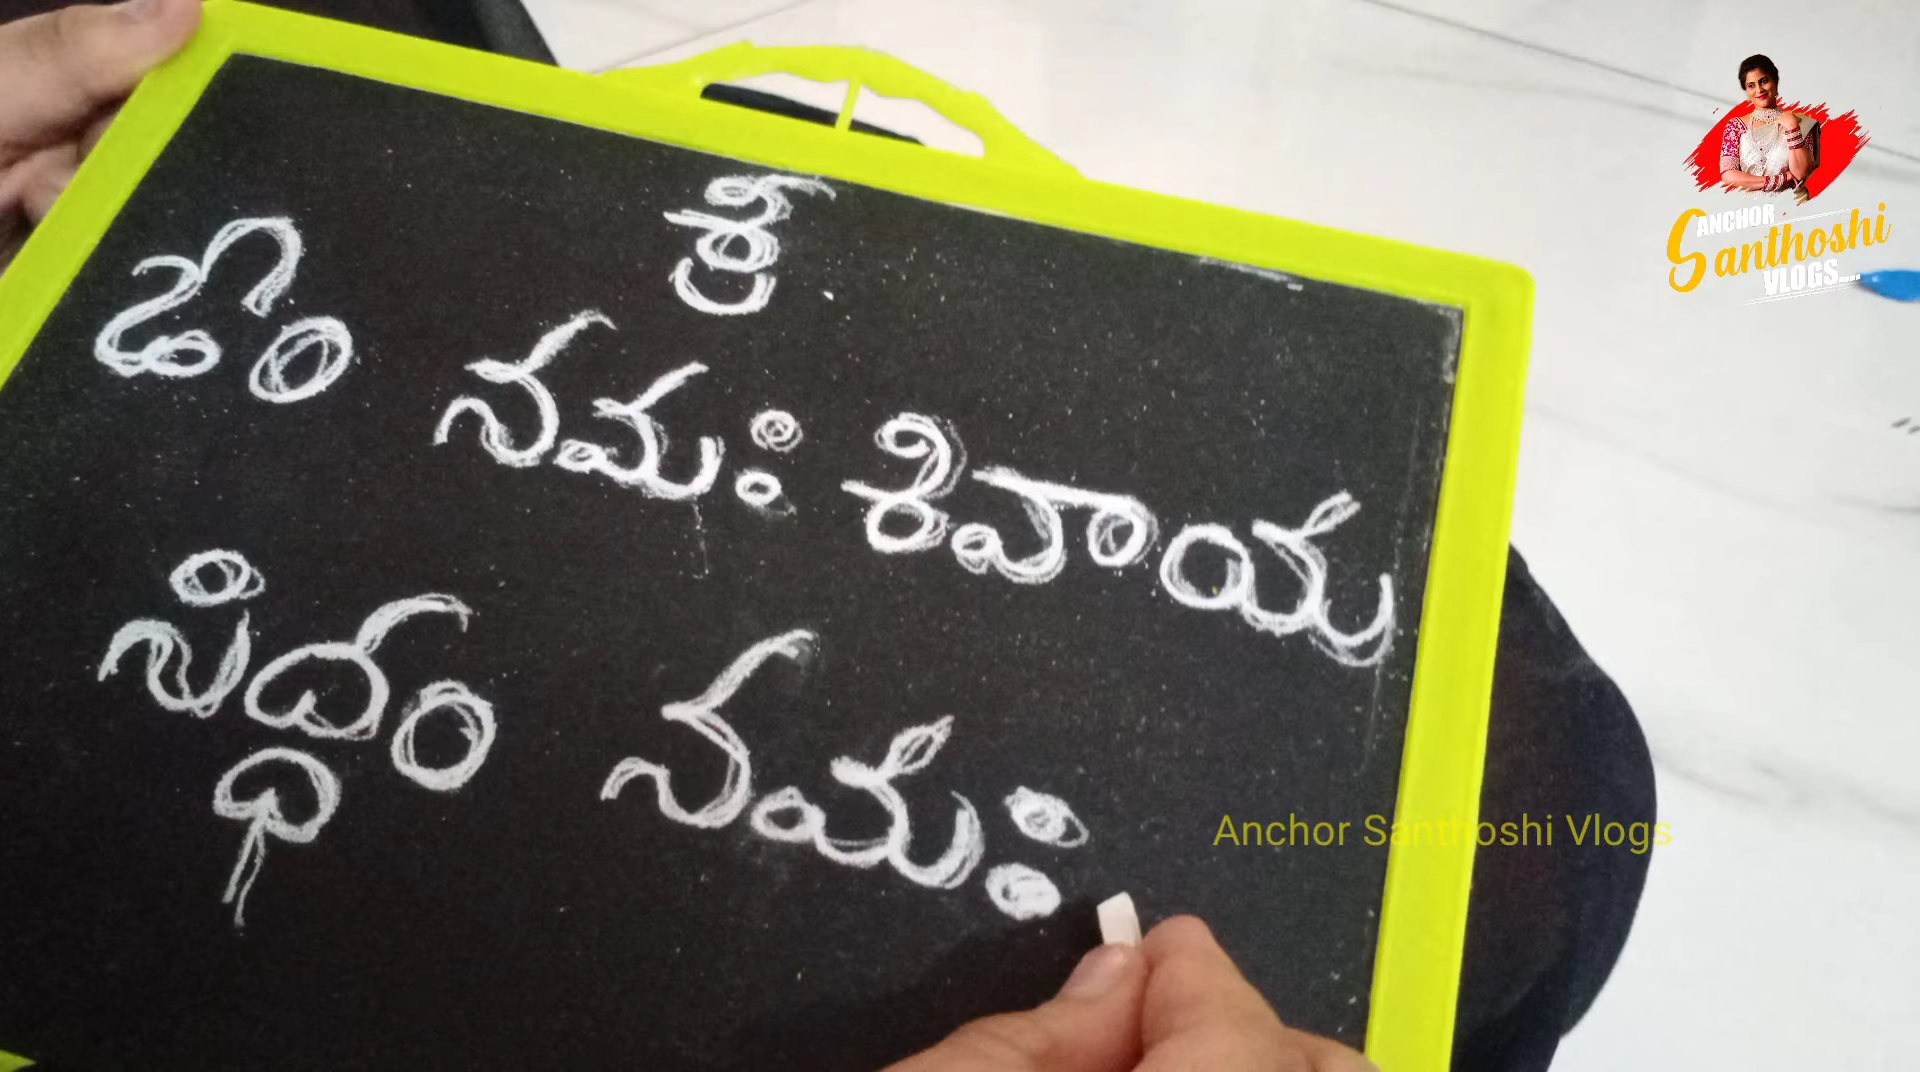 శ్రీ
ఓం నమః శివాయ
సిద్ధం నమః
ANCHOR
Santhoshi
VLOGS....
Anchor Santhoshi Vlogs